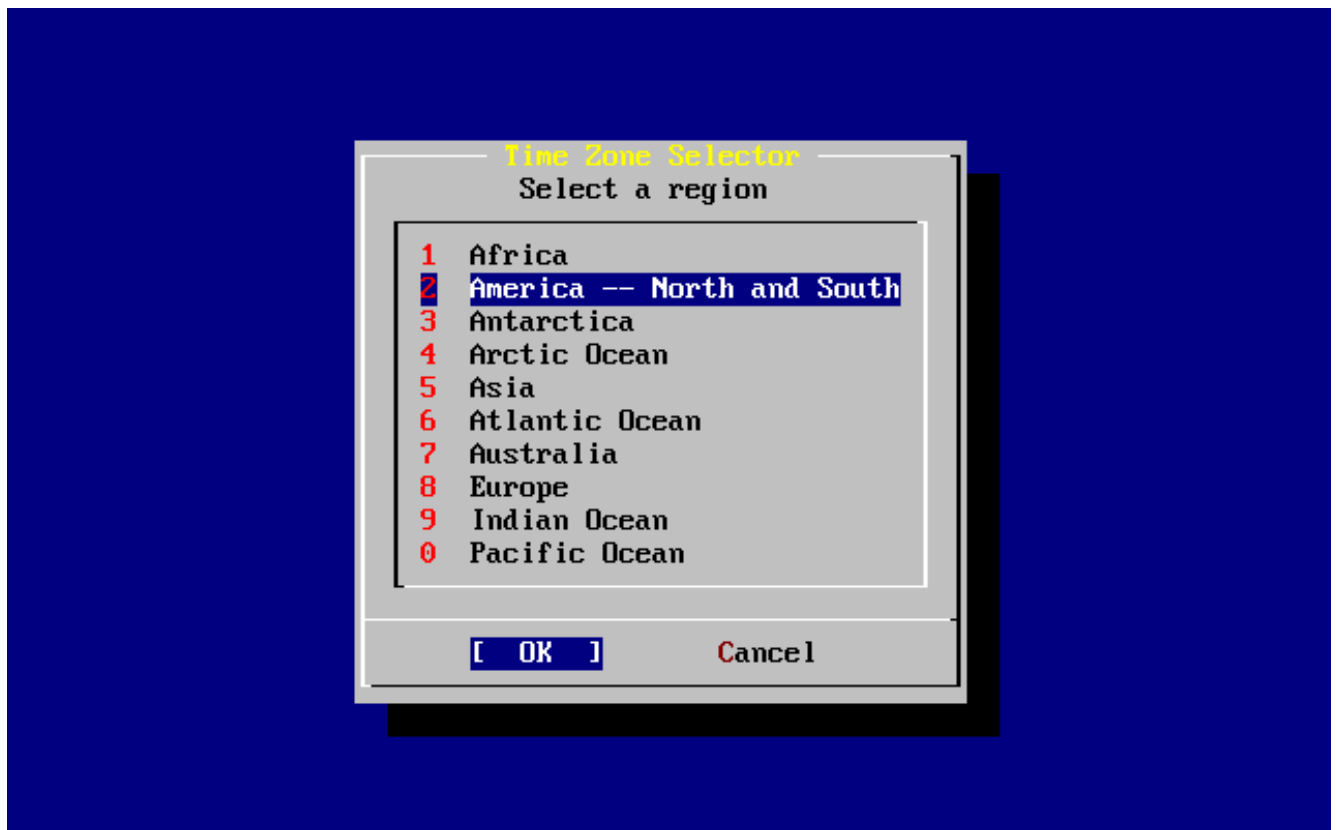 Time Zone Selector
Select a region
1 Africa
2 America -- North and South
3 Antarctica
4 Arctic Ocean
5 Asia
6 Atlantic Ocean
7 Australia
8 Europe
9 Indian Ocean
0 Pacific Ocean
[ OK ] Cancel